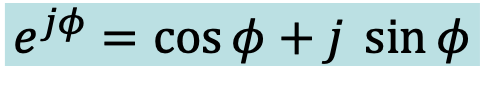 e^{jϕ} = cos ϕ + j sin ϕ